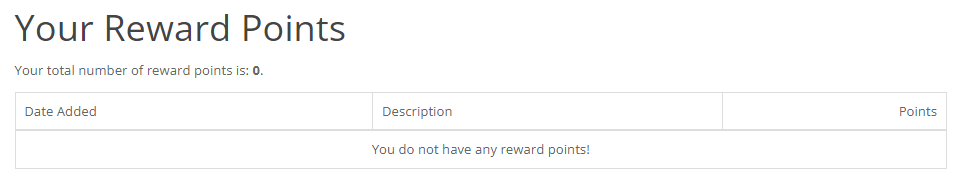 Your Reward Points
Your total number of reward points is: 0.
Date Added Description Points
You do not have any reward points!